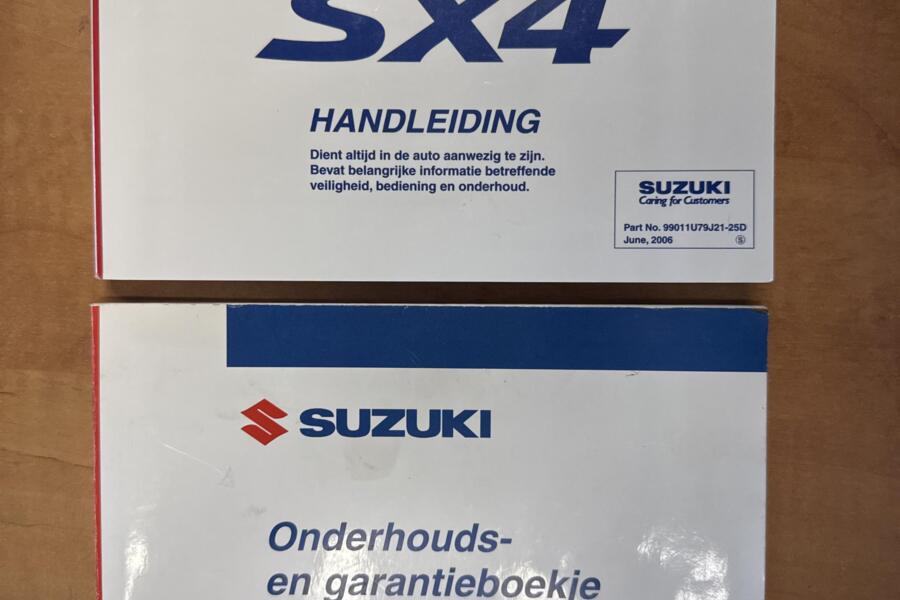 SX4
HANDLEIDING
Dient altijd in de auto aanwezig te zijn.
Bevat belangrijke informatie betreffende
veiligheid, bediening en onderhoud.
SUZUKI
Caring for Customers
Part No. 99011U79J21-25D
June, 2006 Ⓢ
SUZUKI
Onderhouds-
en garantieboekje